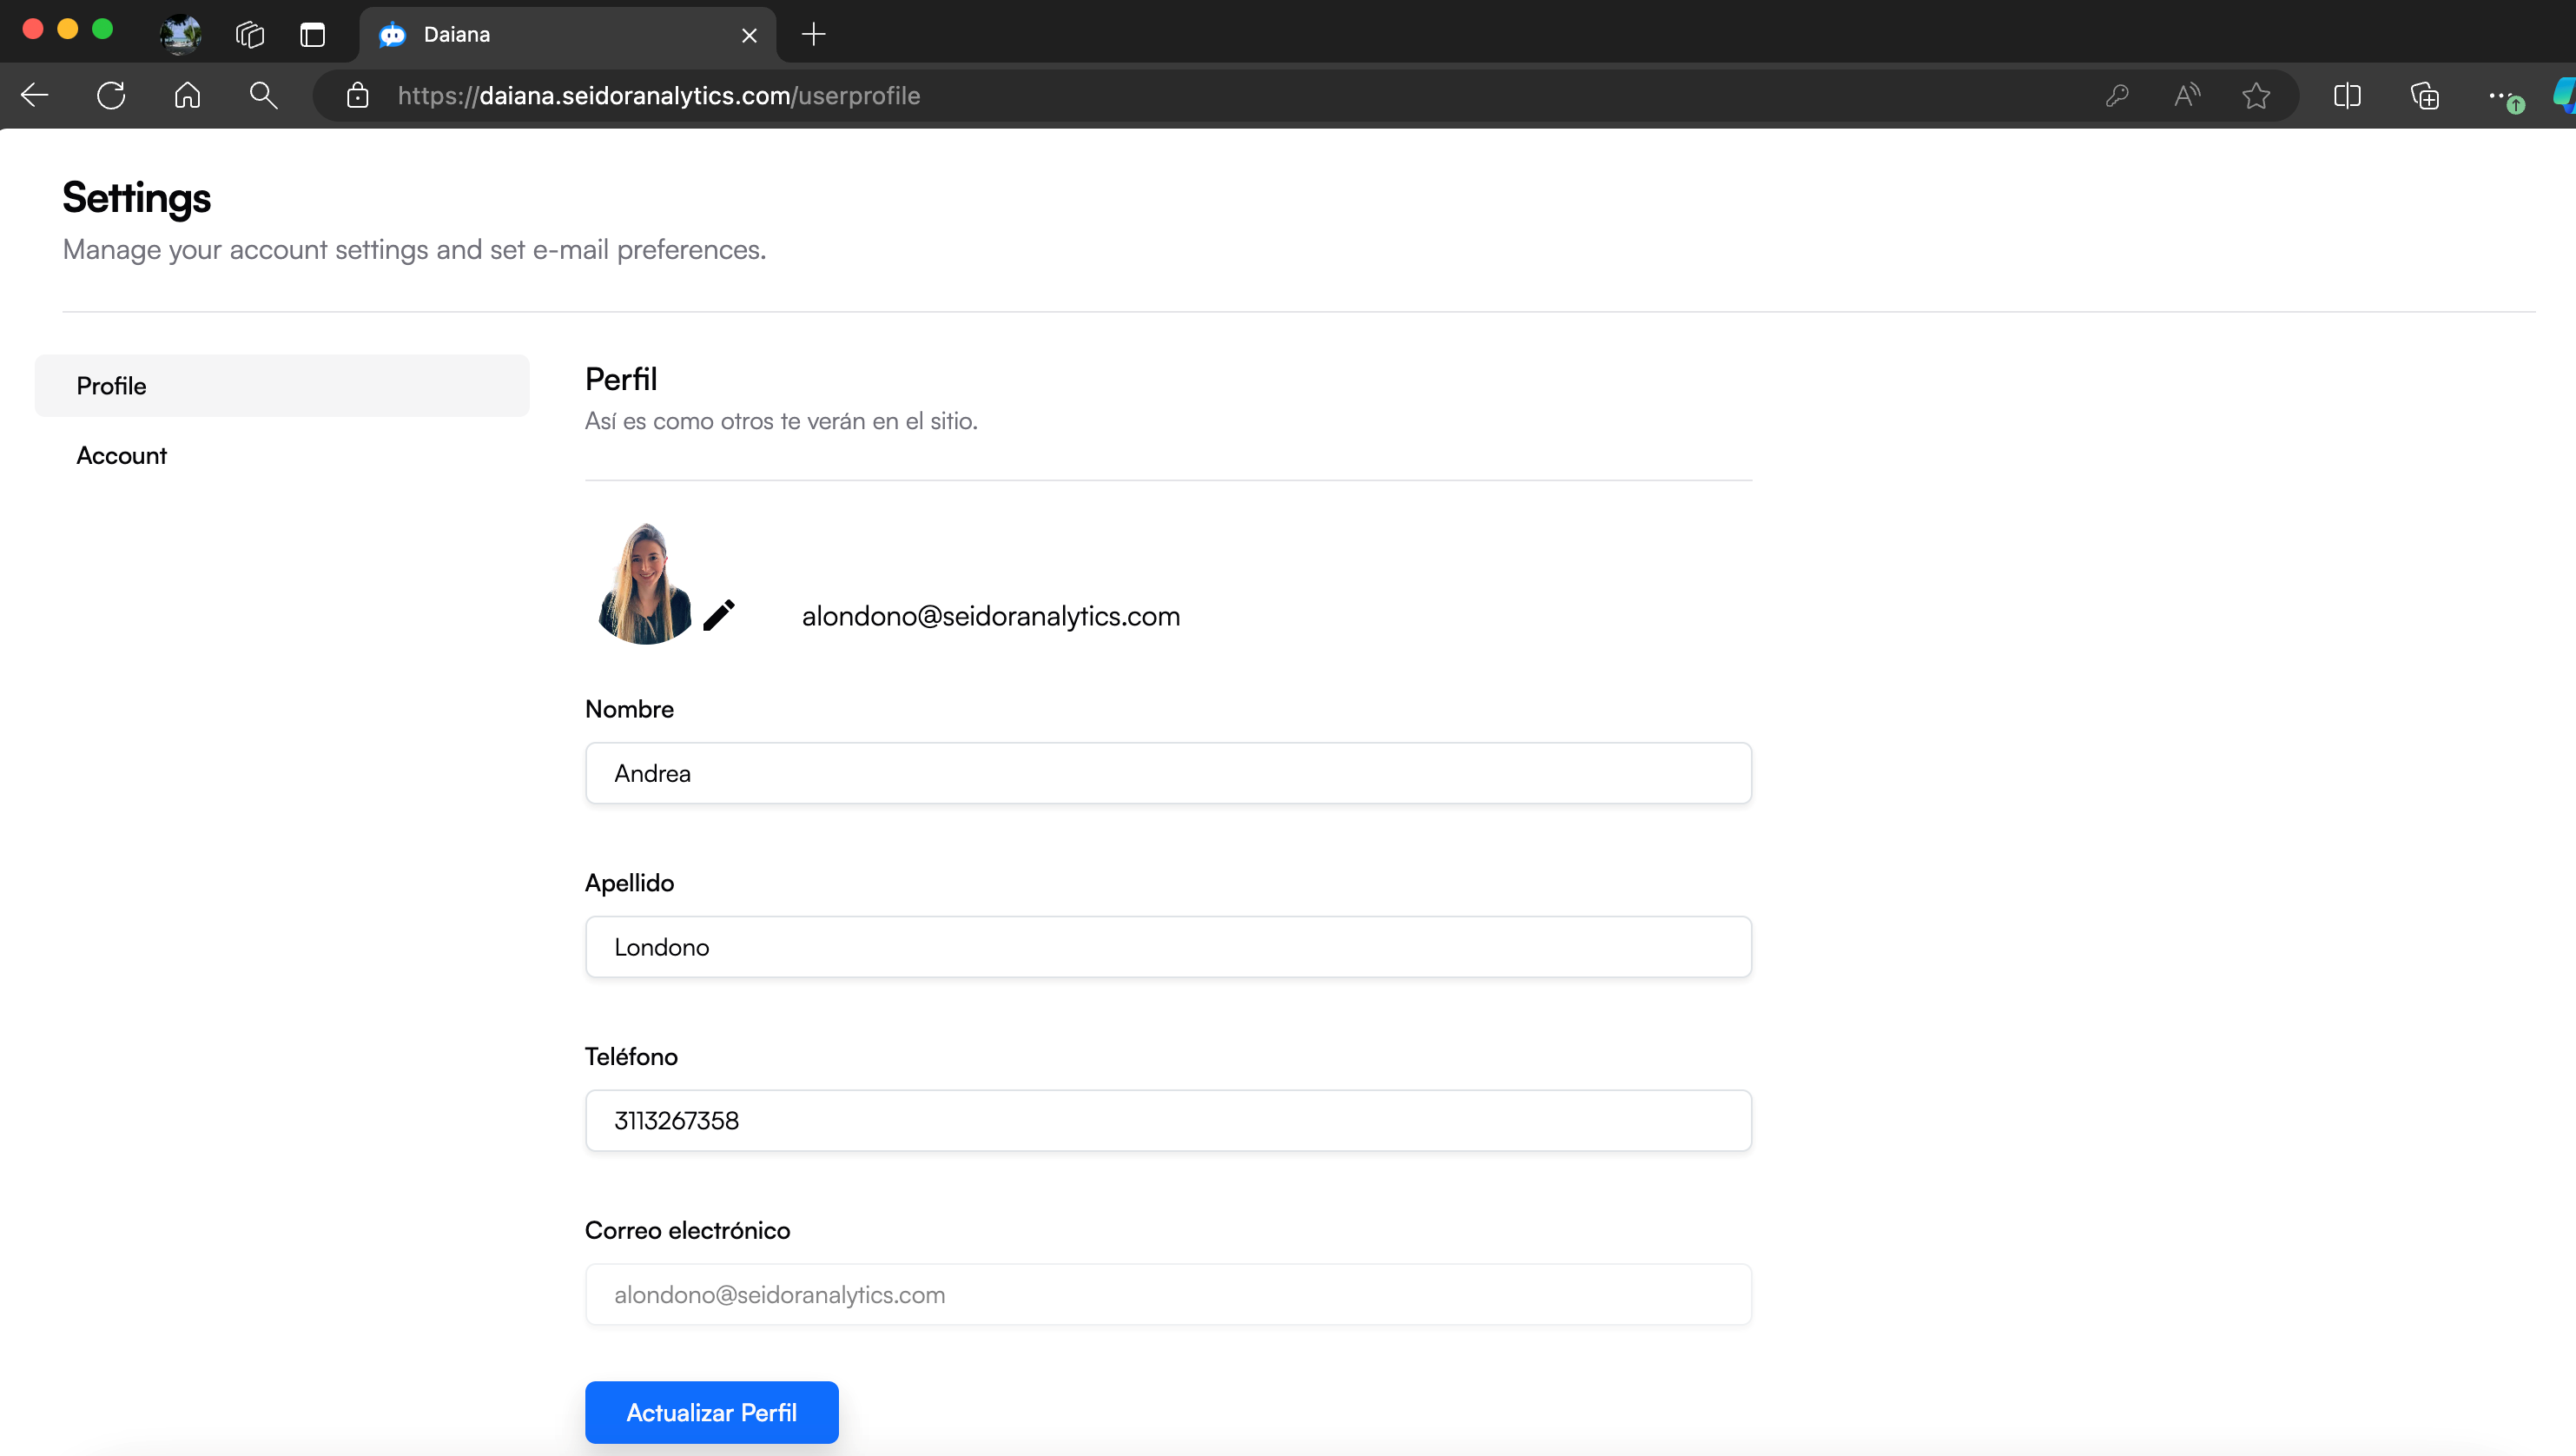 Daiana
https://daiana.seidoranalytics.com/userprofile
Settings
Manage your account settings and set e-mail preferences.
Profile
Account
Perfil
Así es como otros te verán en el sitio.
alondono@seidoranalytics.com
Nombre
Andrea
Apellido
Londono
Teléfono
3113267358
Correo electrónico
alondono@seidoranalytics.com
Actualizar Perfil